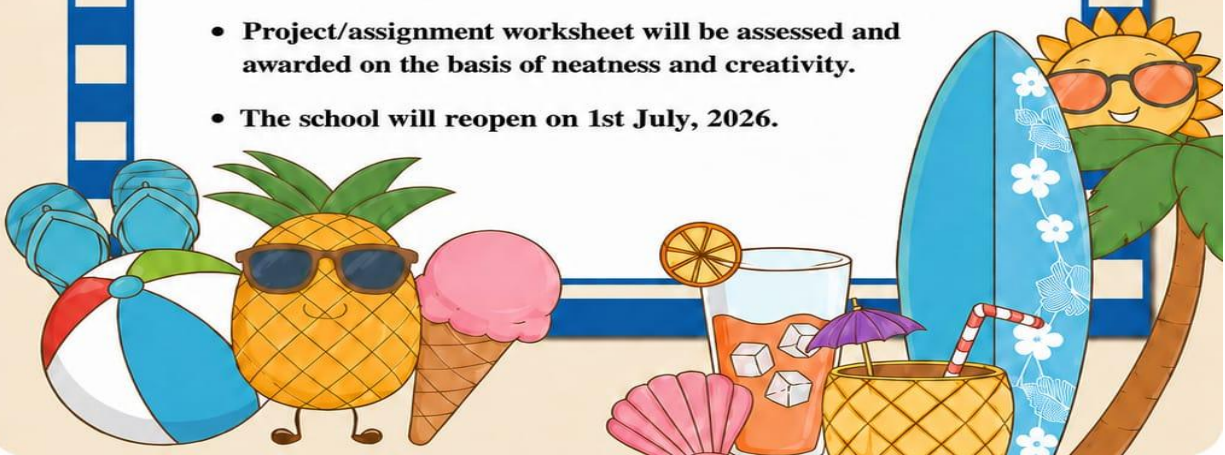 • Project/assignment worksheet will be assessed and
awarded on the basis of neatness and creativity.
• The school will reopen on 1st July, 2026.